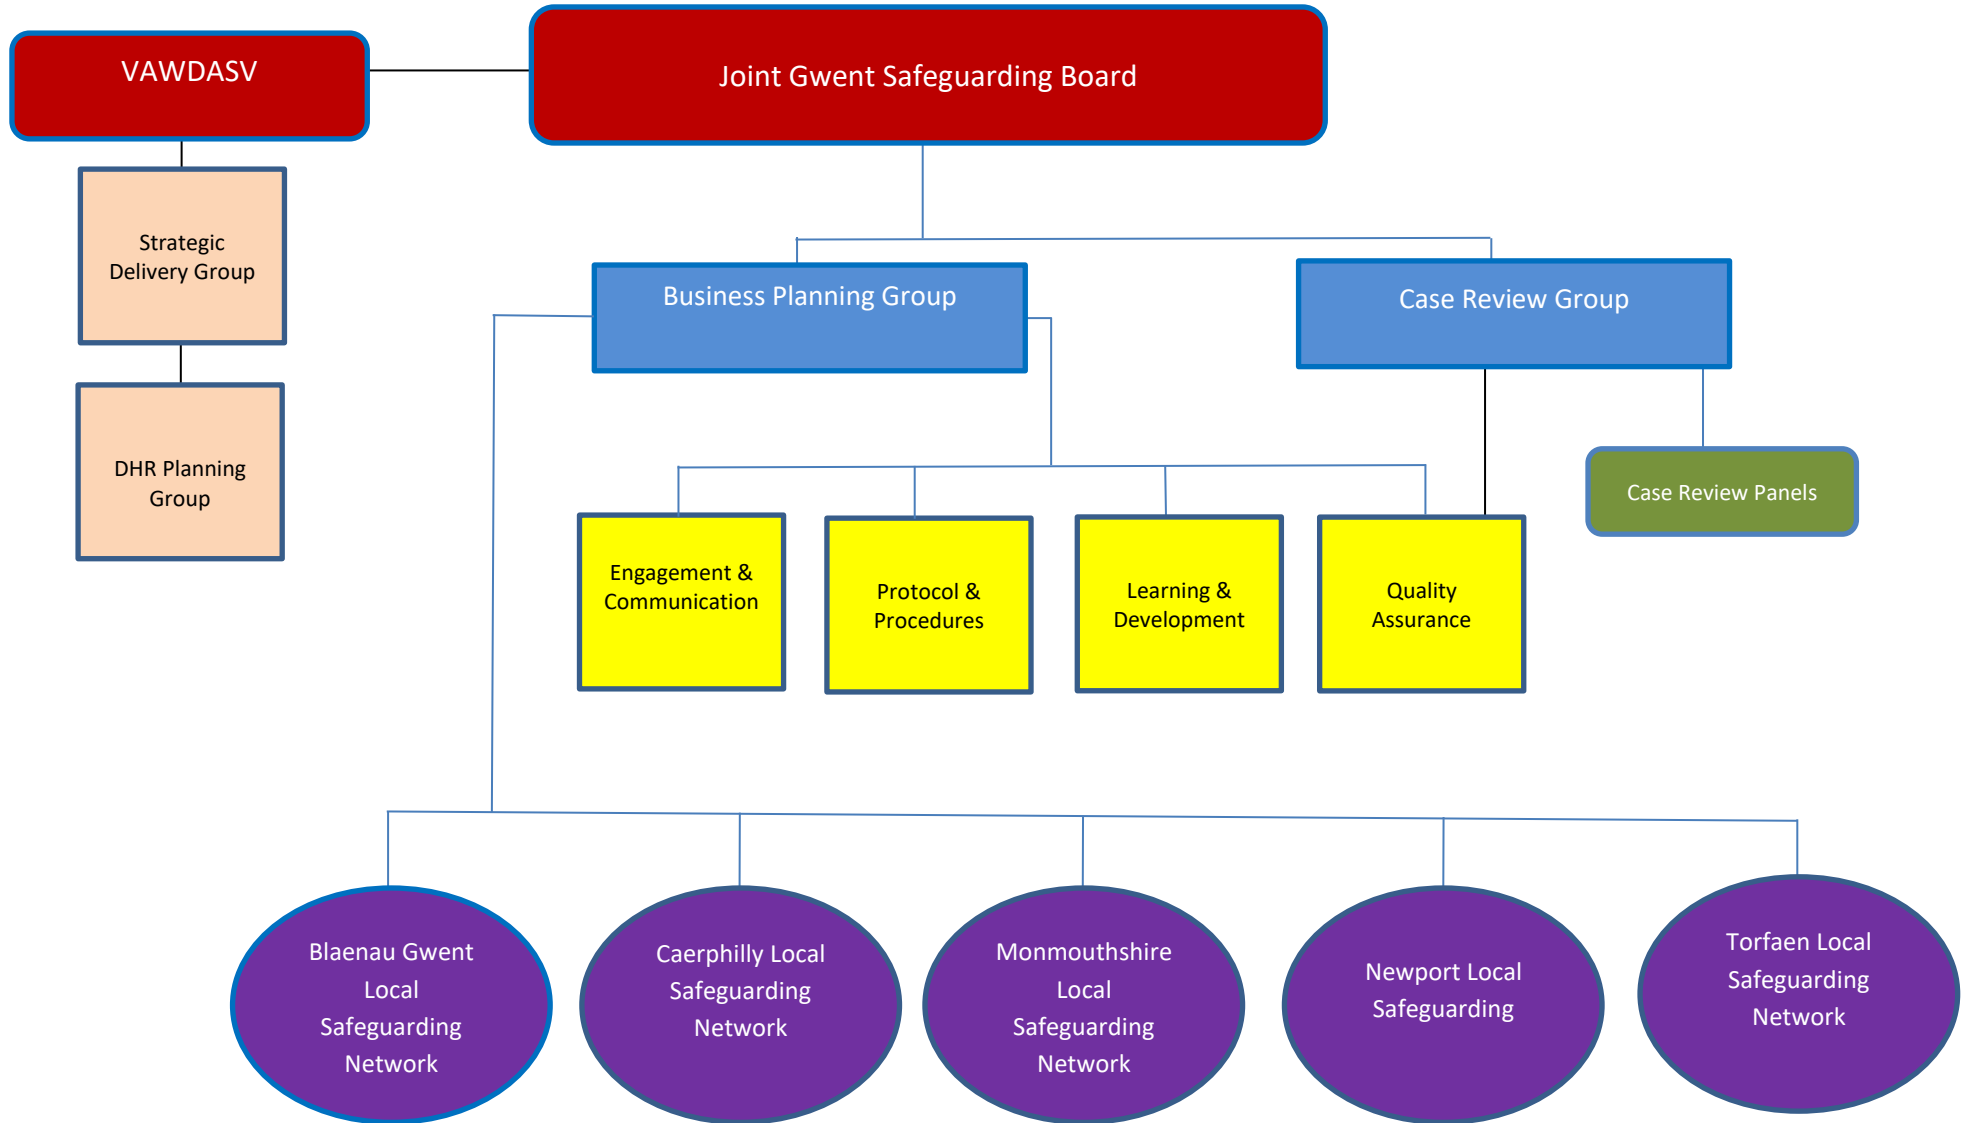 VAWDASV
Joint Gwent Safeguarding Board
Strategic
Delivery Group
Business Planning Group
Case Review Group
DHR Planning
Group
Case Review Panels
Engagement &
Communication
Protocol &
Procedures
Learning &
Development
Quality
Assurance
Blaenau Gwent
Local
Safeguarding
Network
Caerphilly Local
Safeguarding
Network
Monmouthshire
Local
Safeguarding
Network
Newport Local
Safeguarding
Torfaen Local
Safeguarding
Network